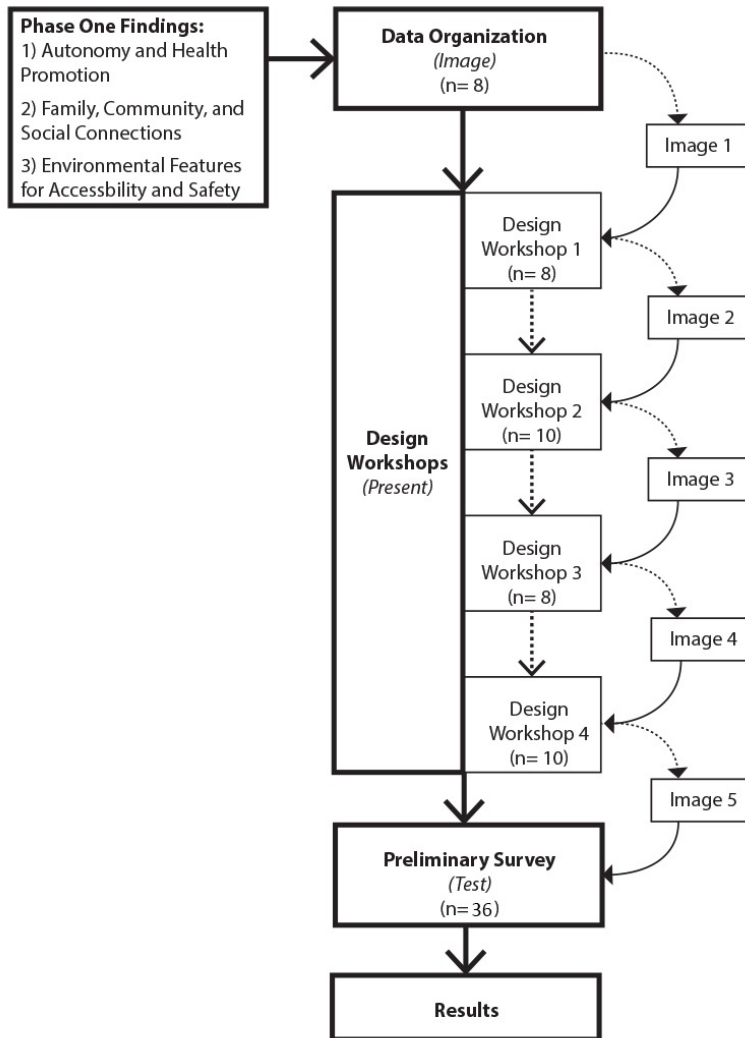 Phase One Findings:
1) Autonomy and Health
Promotion
2) Family, Community, and
Social Connections
3) Environmental Features
for Accessbility and Safety
Data Organization
(Image)
(n= 8)
Image 1
Design
Workshop 1
(n= 8)
Image 2
Design
Workshop 2
(n= 10)
Design
Workshops
(Present)
Image 3
Design
Workshop 3
(n= 8)
Image 4
Design
Workshop 4
(n= 10)
Image 5
Preliminary Survey
(Test)
(n= 36)
Results